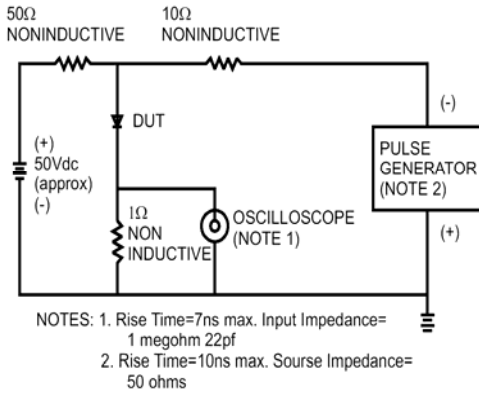 50Ω
NONINDUCTIVE
10Ω
NONINDUCTIVE
DUT
(+)
50Vdc
(approx)
(-)
1Ω
NON
INDUCTIVE
OSCILLOSCOPE
(NOTE 1)
(-)
PULSE
GENERATOR
(NOTE 2)
(+)
NOTES: 1. Rise Time=7ns max. Input Impedance=
1 megohm 22pf
2. Rise Time=10ns max. Sourse Impedance=
50 ohms